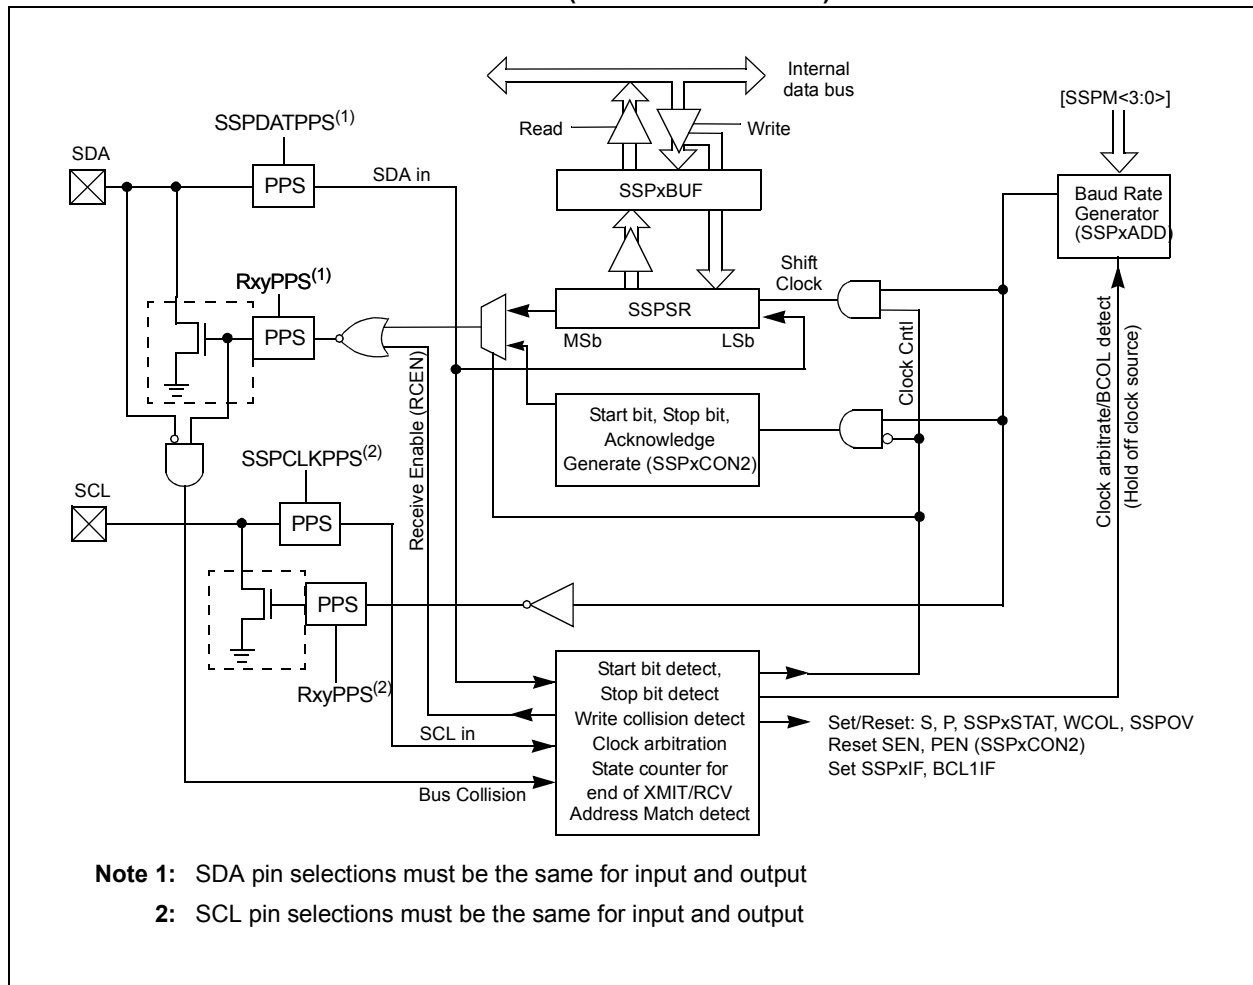 Internal
data bus
[SSPM<3:0>]
SSPDATPPS(1)
Read
Write
SDA
PPS
SDA in
SSPxBUF
Baud Rate
Generator
(SSPxADD)
Shift
Clock
RxyPPS(1)
SSPSR
PPS
MSb
LSb
Clock Cntl
Receive Enable (RCEN)
Start bit, Stop bit,
Acknowledge
Generate (SSPxCON2)
Clock arbitrate/BCOL detect
(Hold off clock source)
SSPCLKPPS(2)
SCL
PPS
PPS
RxyPPS(2)
Start bit detect,
Stop bit detect
Write collision detect
Clock arbitration
State counter for
end of XMIT/RCV
Address Match detect
SCL in
Bus Collision
Set/Reset: S, P, SSPxSTAT, WCOL, SSPOV
Reset SEN, PEN (SSPxCON2)
Set SSPxIF, BCL1IF
Note 1: SDA pin selections must be the same for input and output
2: SCL pin selections must be the same for input and output